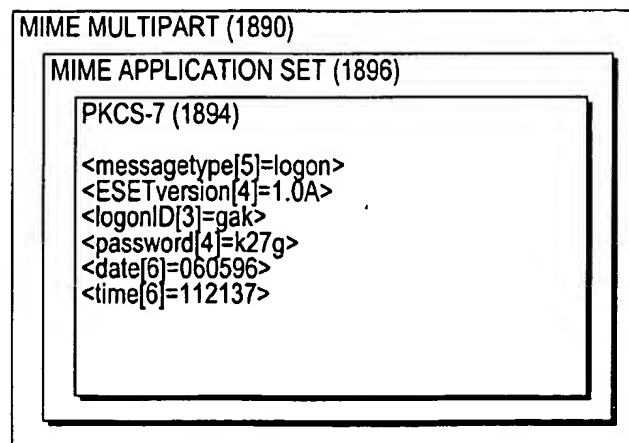 MIME MULTIPART (1890)
MIME APPLICATION SET (1896)
PKCS-7 (1894)
<messagetype[5]=logon>
<ESETversion[4]=1.0A>
<logonID[3]=gak>
<password[4]=k27g>
<date[6]=060596>
<time[6]=112137>